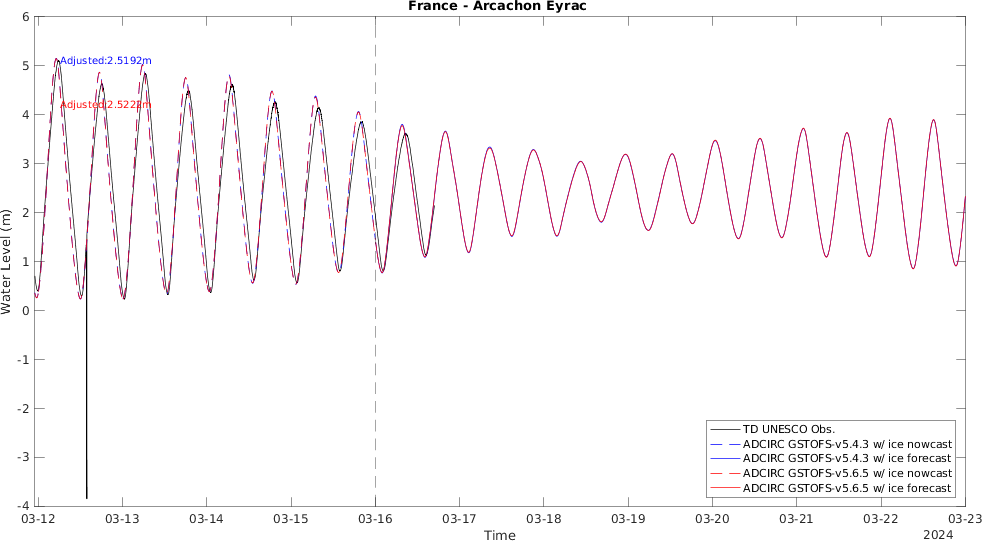 France - Arcachon Eyrac
6
5
4
3
2
1
0
-1
-2
-3
-4
Water Level (m)
Adjusted:2.5192m
Adjusted:2.5222m
TD UNESCO Obs.
ADCIRC GSTOFS-v5.4.3 w/ ice nowcast
ADCIRC GSTOFS-v5.4.3 w/ ice forecast
ADCIRC GSTOFS-v5.6.5 w/ ice nowcast
ADCIRC GSTOFS-v5.6.5 w/ ice forecast
03-12 03-13 03-14 03-15 03-16 03-17 03-18 03-19 03-20 03-21 03-22 03-23
Time
2024